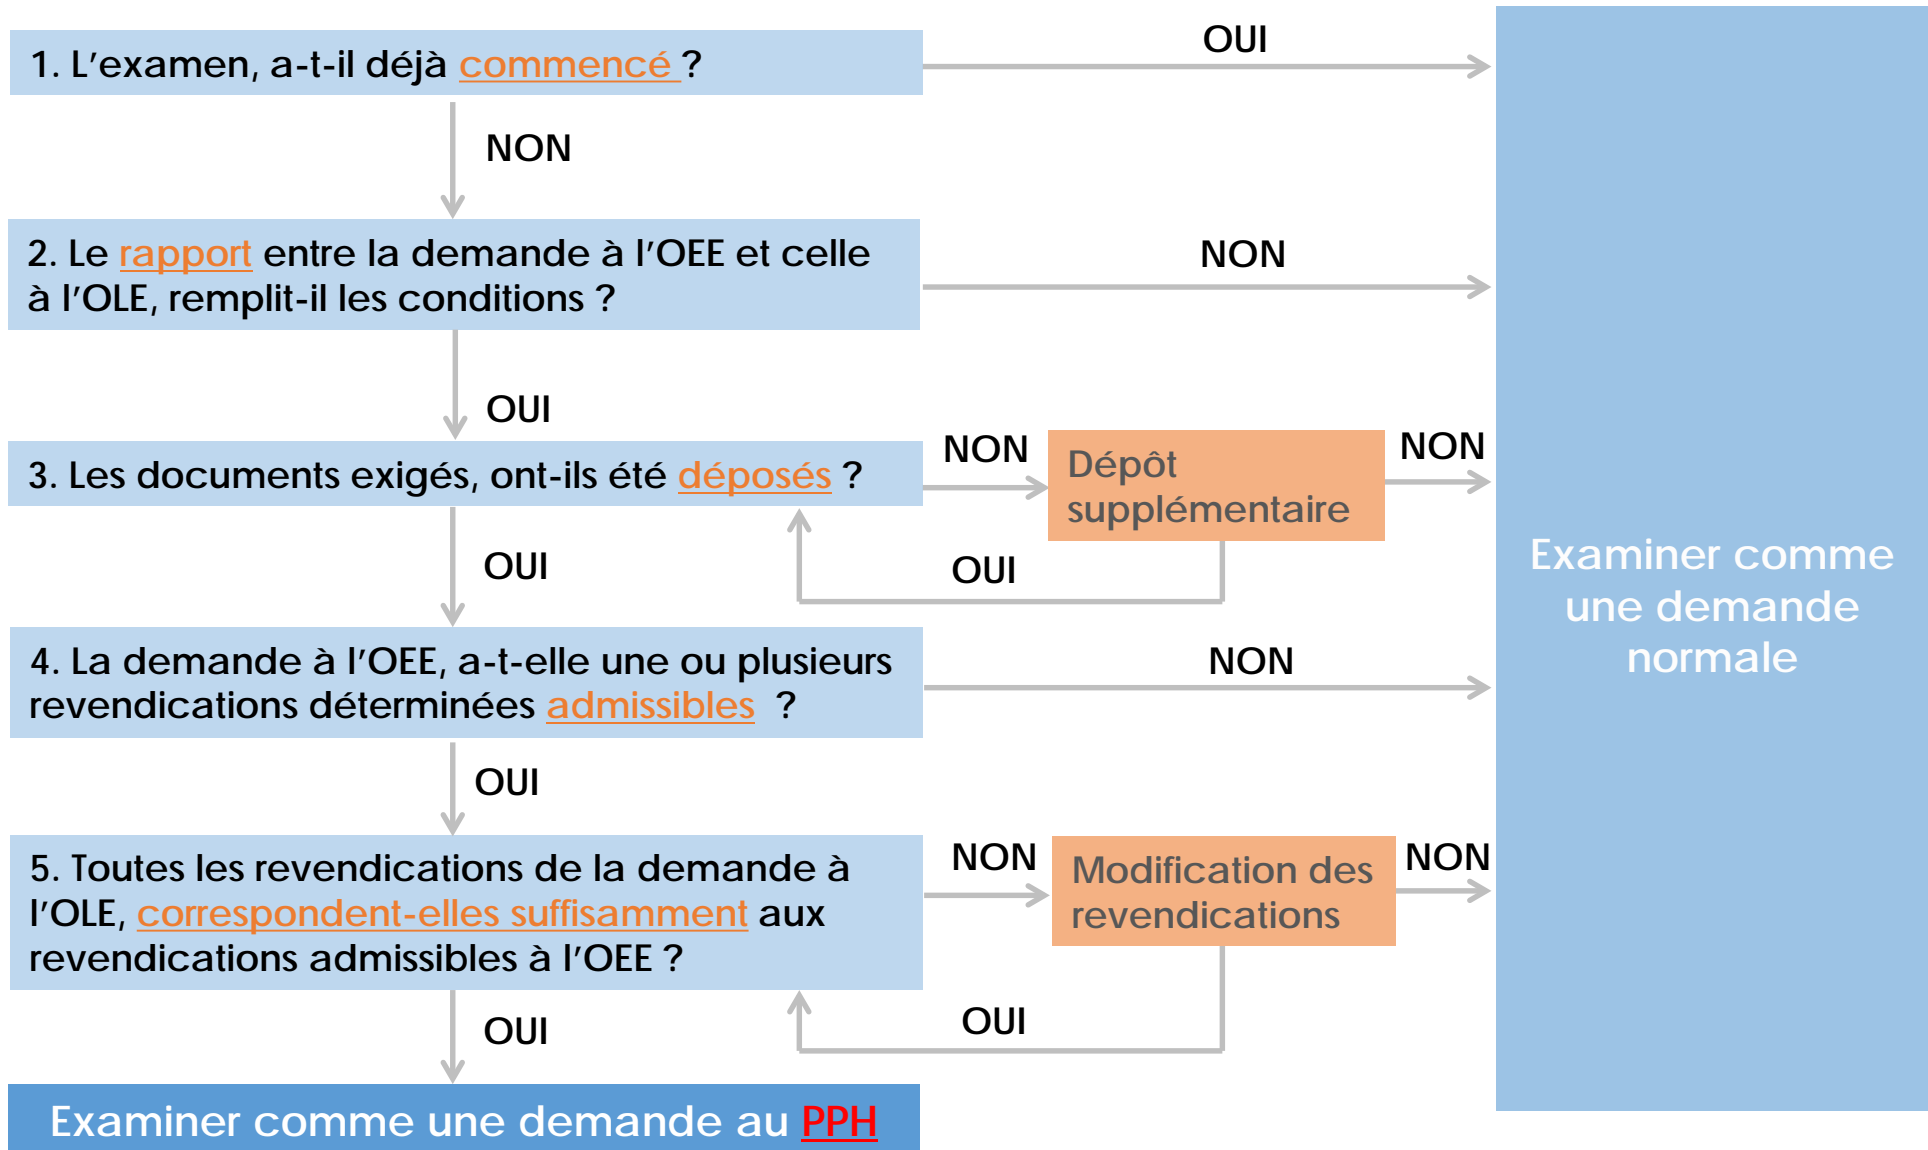 1. L'examen, a-t-il déjà commencé ?
OUI
NON
2. Le rapport entre la demande à l'OEE et celle
à l'OLE, remplit-il les conditions ?
NON
OUI
3. Les documents exigés, ont-ils été déposés ?
NON
Dépôt
supplémentaire
NON
OUI
OUI
4. La demande à l'OEE, a-t-elle une ou plusieurs
revendications déterminées admissibles ?
NON
OUI
5. Toutes les revendications de la demande à
l'OLE, correspondent-elles suffisamment aux
revendications admissibles à l'OEE ?
NON
Modification des
revendications
NON
OUI
OUI
Examiner comme une demande au PPH
Examiner comme
une demande
normale